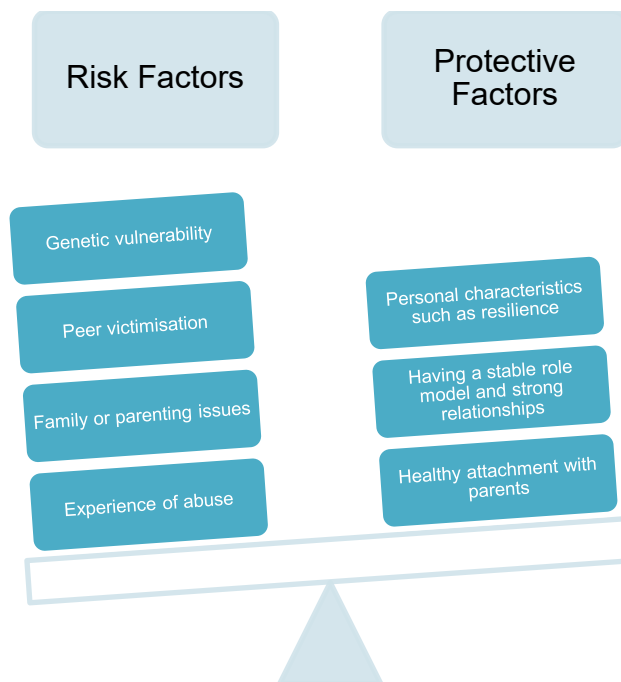 Risk Factors
Protective
Factors
Genetic vulnerability
Peer victimisation
Family or parenting issues
Experience of abuse
Personal characteristics
such as resilience
Having a stable role
model and strong
relationships
Healthy attachment with
parents